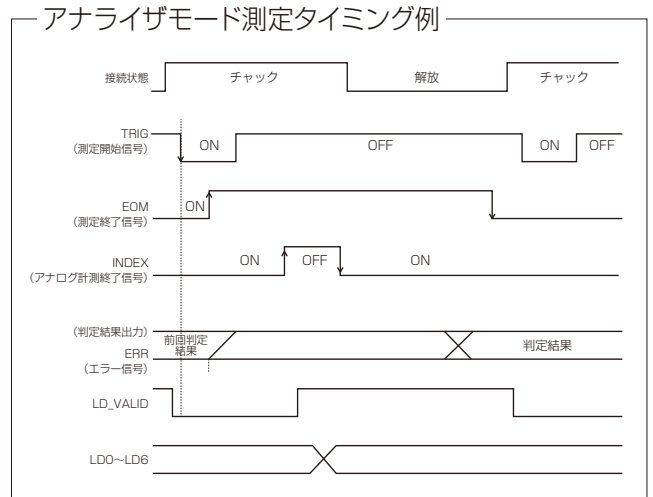 アナライザモード測定タイミング例
接続状態 チャック 解放 チャック
TRIG
(測定開始信号)
ON OFF ON OFF
EOM
(測定終了信号)
ON
INDEX
(アナログ計測終了信号)
ON OFF ON
(判定結果出力)
ERR
(エラー信号)
前回判定
結果
判定結果
LD_VALID
LD0～LD6